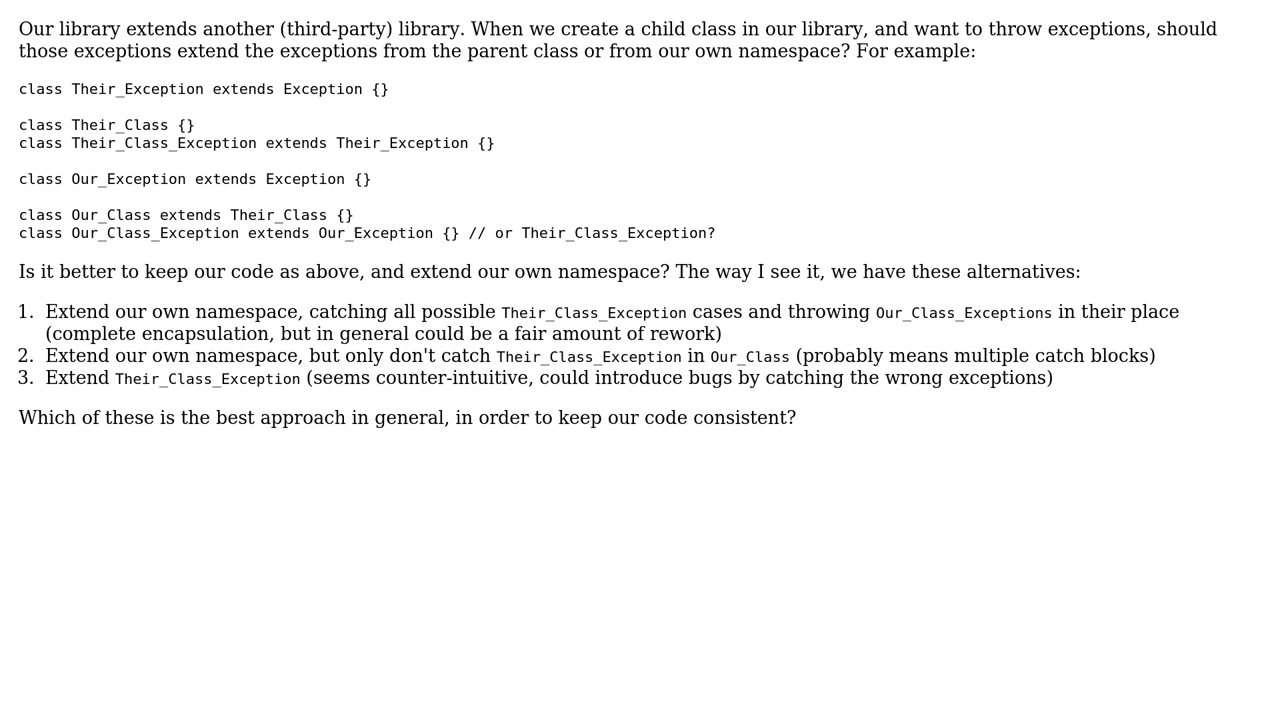 Our library extends another (third-party) library. When we create a child class in our library, and want to throw exceptions, should
those exceptions extend the exceptions from the parent class or from our own namespace? For example:
class Their_Exception extends Exception {}
class Their_Class {}
class Their_Class_Exception extends Their_Exception {}
class Our_Exception extends Exception {}
class Our_Class extends Their_Class {}
class Our_Class_Exception extends Our_Exception {} // or Their_Class_Exception?
Is it better to keep our code as above, and extend our own namespace? The way I see it, we have these alternatives:
1. Extend our own namespace, catching all possible Their_Class_Exception cases and throwing Our_Class_Exceptions in their place
(complete encapsulation, but in general could be a fair amount of rework)
2. Extend our own namespace, but only don't catch Their_Class_Exception in Our_Class (probably means multiple catch blocks)
3. Extend Their_Class_Exception (seems counter-intuitive, could introduce bugs by catching the wrong exceptions)
Which of these is the best approach in general, in order to keep our code consistent?